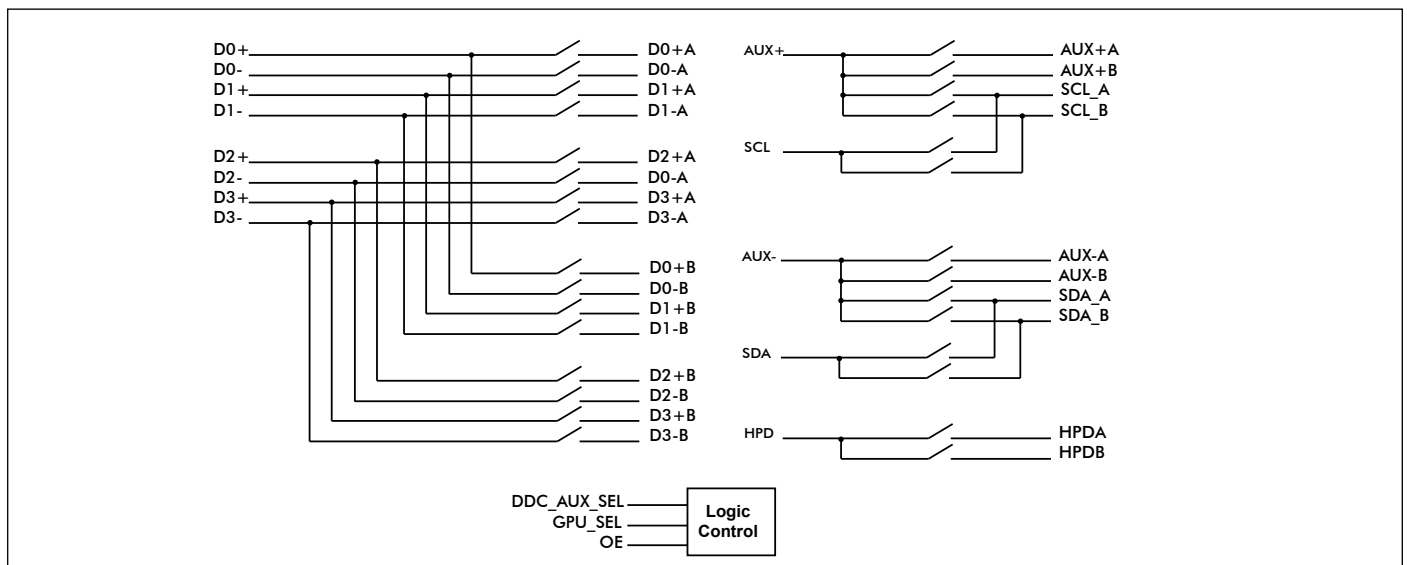 D0+
D0-
D1+
D1-
D2+
D2-
D3+
D3-
D0+A
D0-A
D1+A
D1-A
D2+A
D0-A
D3+A
D3-A
D0+B
D0-B
D1+B
D1-B
D2+B
D2-B
D3+B
D3-B
AUX+
SCL
AUX+A
AUX+B
SCL_A
SCL_B
AUX-
SDA
AUX-A
AUX-B
SDA_A
SDA_B
HPD
HPDA
HPDB
DDC_AUX_SEL
GPU_SEL
OE
Logic
Control